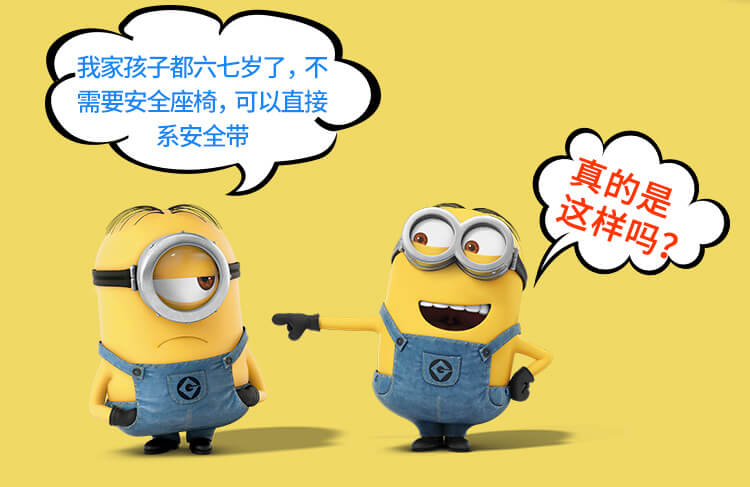 我家孩子都六七岁了，不
需要安全座椅，可以直接
系安全带
真的是
这样吗？